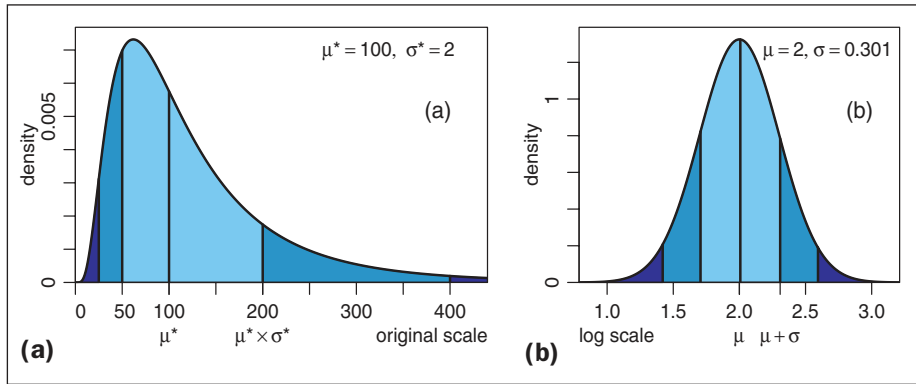 μ* = 100, σ* = 2
(a)
density
0.005
0
0 50 100 200 300 400
μ* μ* × σ* original scale
(a)
μ = 2, σ = 0.301
(b)
density
1
0
1.0 1.5 2.0 2.5 3.0
log scale μ μ + σ
(b)